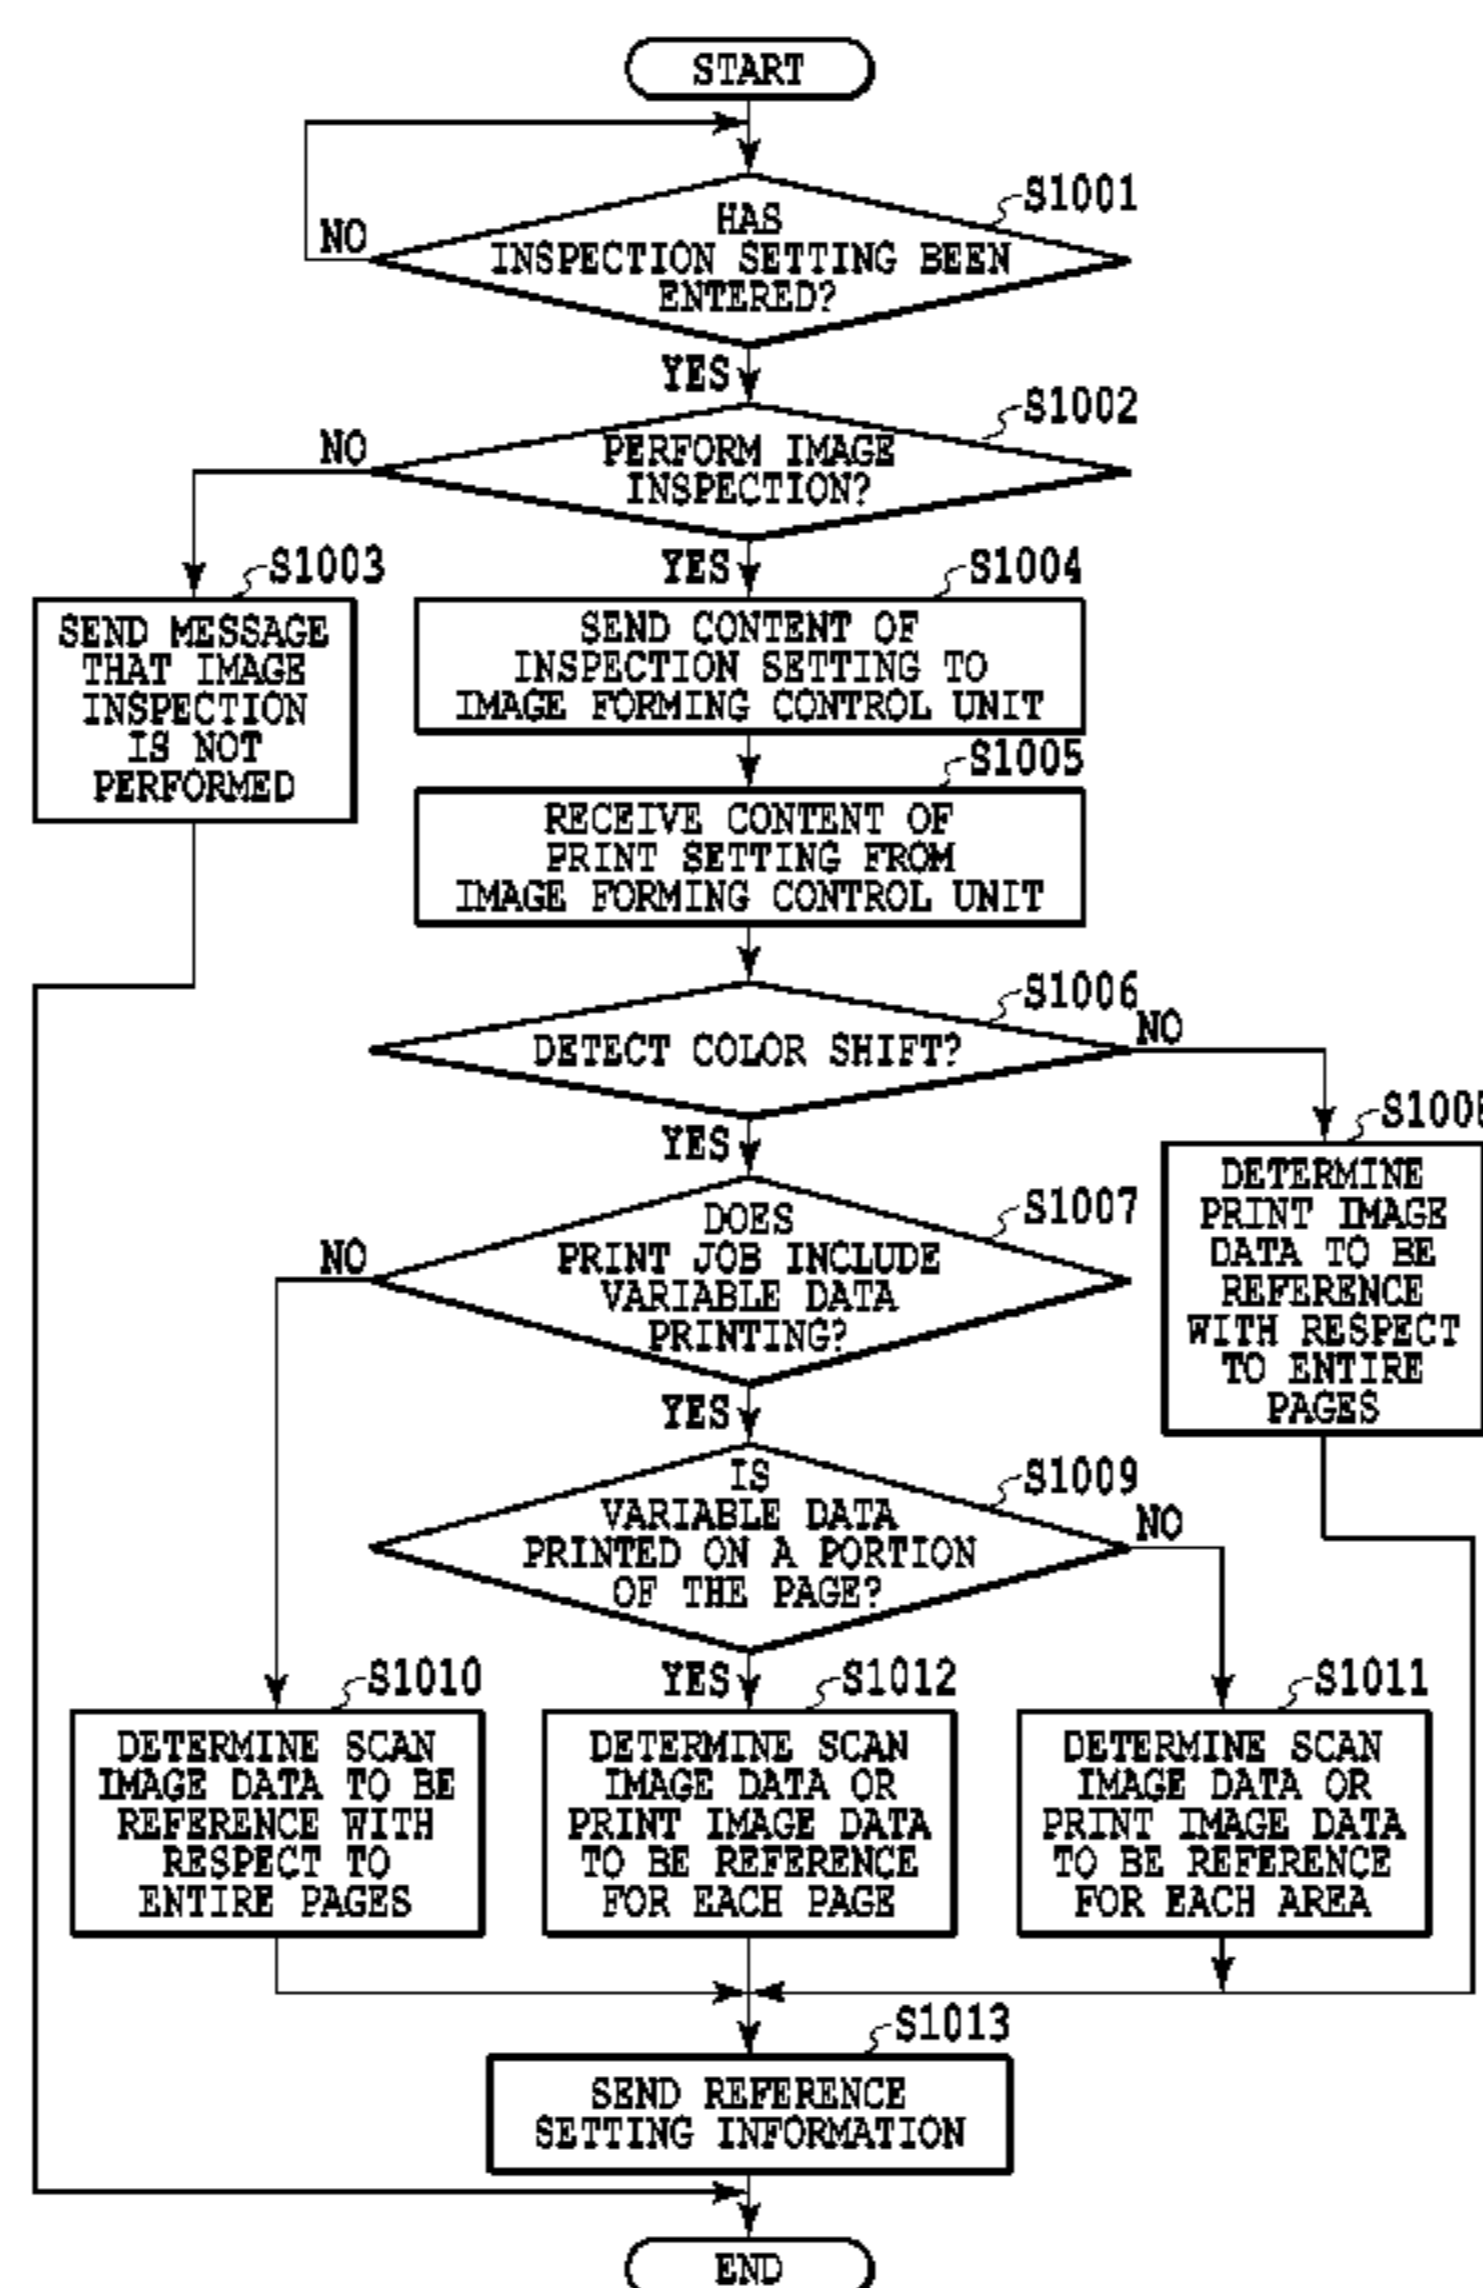 START
S1001
HAS
INSPECTION SETTING BEEN
ENTERED?
NO
YES
S1002
PERFORM IMAGE
INSPECTION?
NO
YES
S1003
SEND MESSAGE
THAT IMAGE
INSPECTION
IS NOT
PERFORMED
S1004
SEND CONTENT OF
INSPECTION SETTING TO
IMAGE FORMING CONTROL UNIT
S1005
RECEIVE CONTENT OF
PRINT SETTING FROM
IMAGE FORMING CONTROL UNIT
S1006
DETECT COLOR SHIFT?
NO
YES
S1008
DETERMINE
PRINT IMAGE
DATA TO BE
REFERENCE
WITH RESPECT
TO ENTIRE
PAGES
S1007
DOES
PRINT JOB INCLUDE
VARIABLE DATA
PRINTING?
NO
YES
S1009
IS
VARIABLE DATA
PRINTED ON A PORTION
OF THE PAGE?
NO
YES
S1010
DETERMINE SCAN
IMAGE DATA TO BE
REFERENCE WITH
RESPECT TO
ENTIRE PAGES
S1012
DETERMINE SCAN
IMAGE DATA OR
PRINT IMAGE DATA
TO BE REFERENCE
FOR EACH PAGE
S1011
DETERMINE SCAN
IMAGE DATA OR
PRINT IMAGE DATA
TO BE REFERENCE
FOR EACH AREA
S1013
SEND REFERENCE
SETTING INFORMATION
END